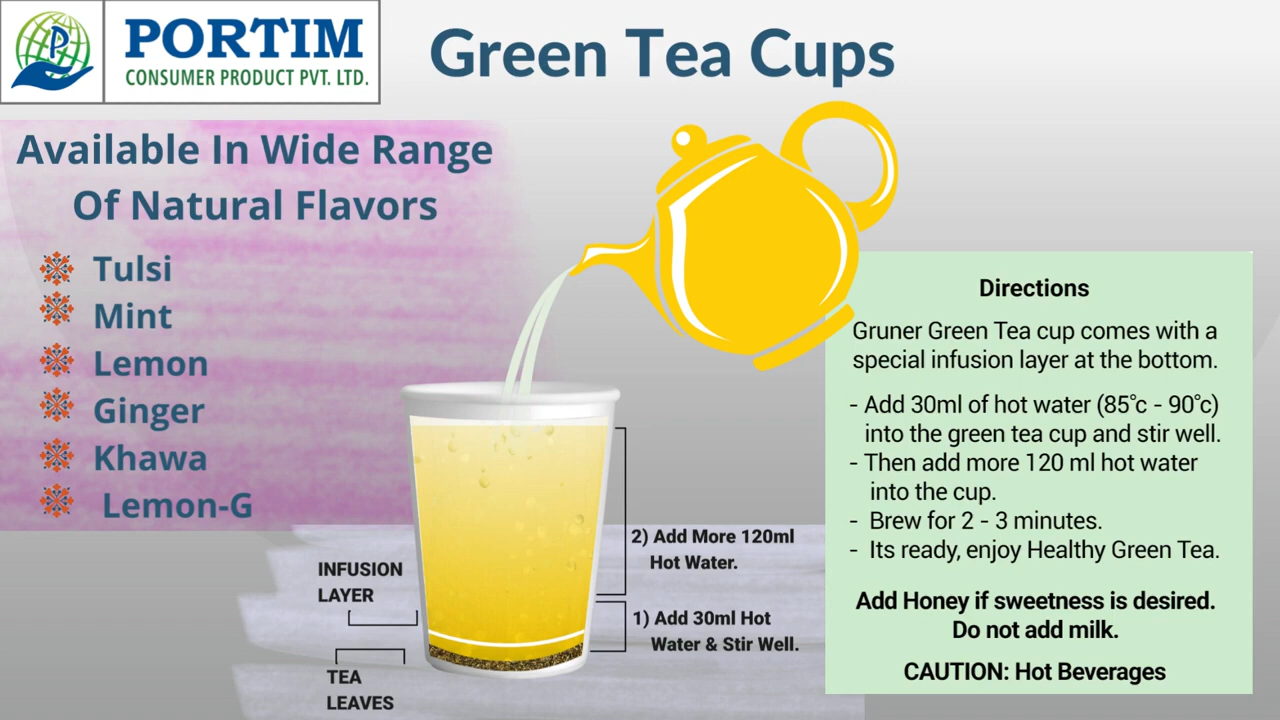 PORTIM
CONSUMER PRODUCT PVT. LTD.
Green Tea Cups
Available In Wide Range
Of Natural Flavors
Tulsi
Mint
Lemon
Ginger
Khawa
Lemon-G
INFUSION
LAYER
TEA
LEAVES
2) Add More 120ml
Hot Water.
1) Add 30ml Hot
Water & Stir Well.
Directions
Gruner Green Tea cup comes with a
special infusion layer at the bottom.
- Add 30ml of hot water (85°c - 90°c)
into the green tea cup and stir well.
- Then add more 120 ml hot water
into the cup.
- Brew for 2 - 3 minutes.
- Its ready, enjoy Healthy Green Tea.
Add Honey if sweetness is desired.
Do not add milk.
CAUTION: Hot Beverages